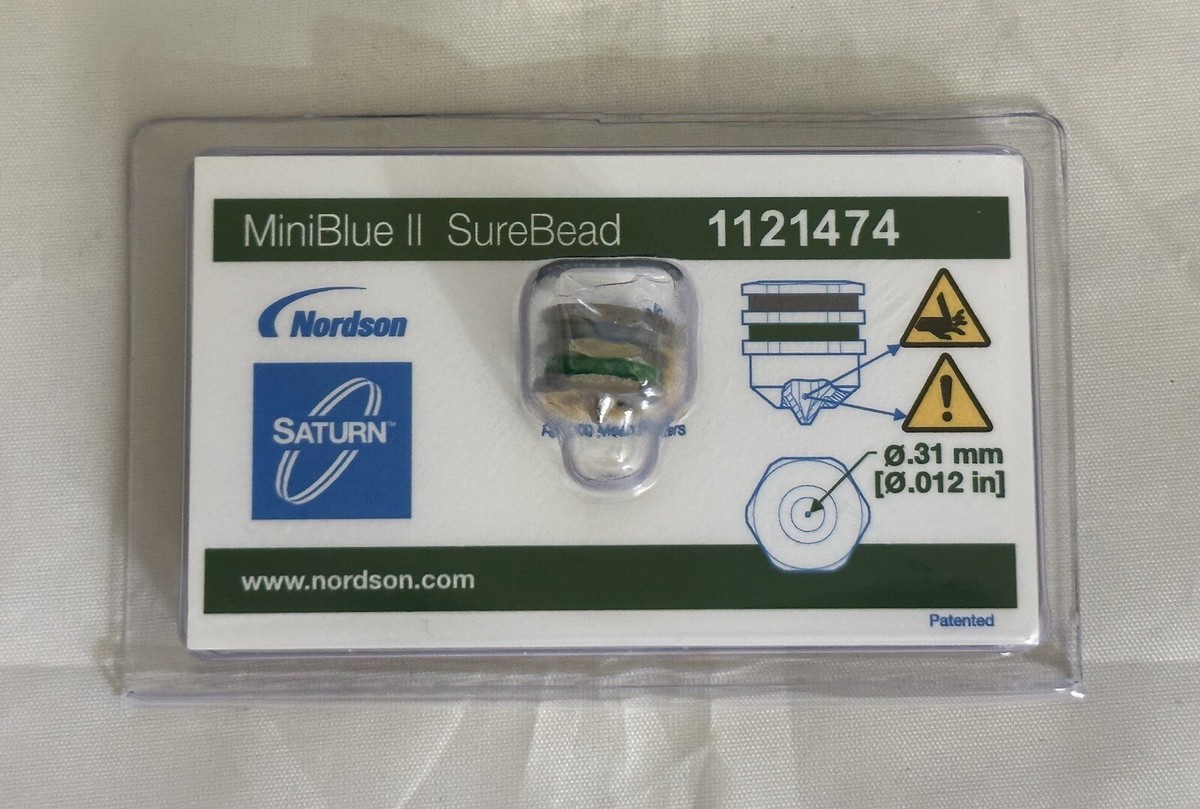 MiniBlue II SureBead 1121474
Nordson
SATURN™
Ø.31 mm
[Ø.012 in]
www.nordson.com
Patented